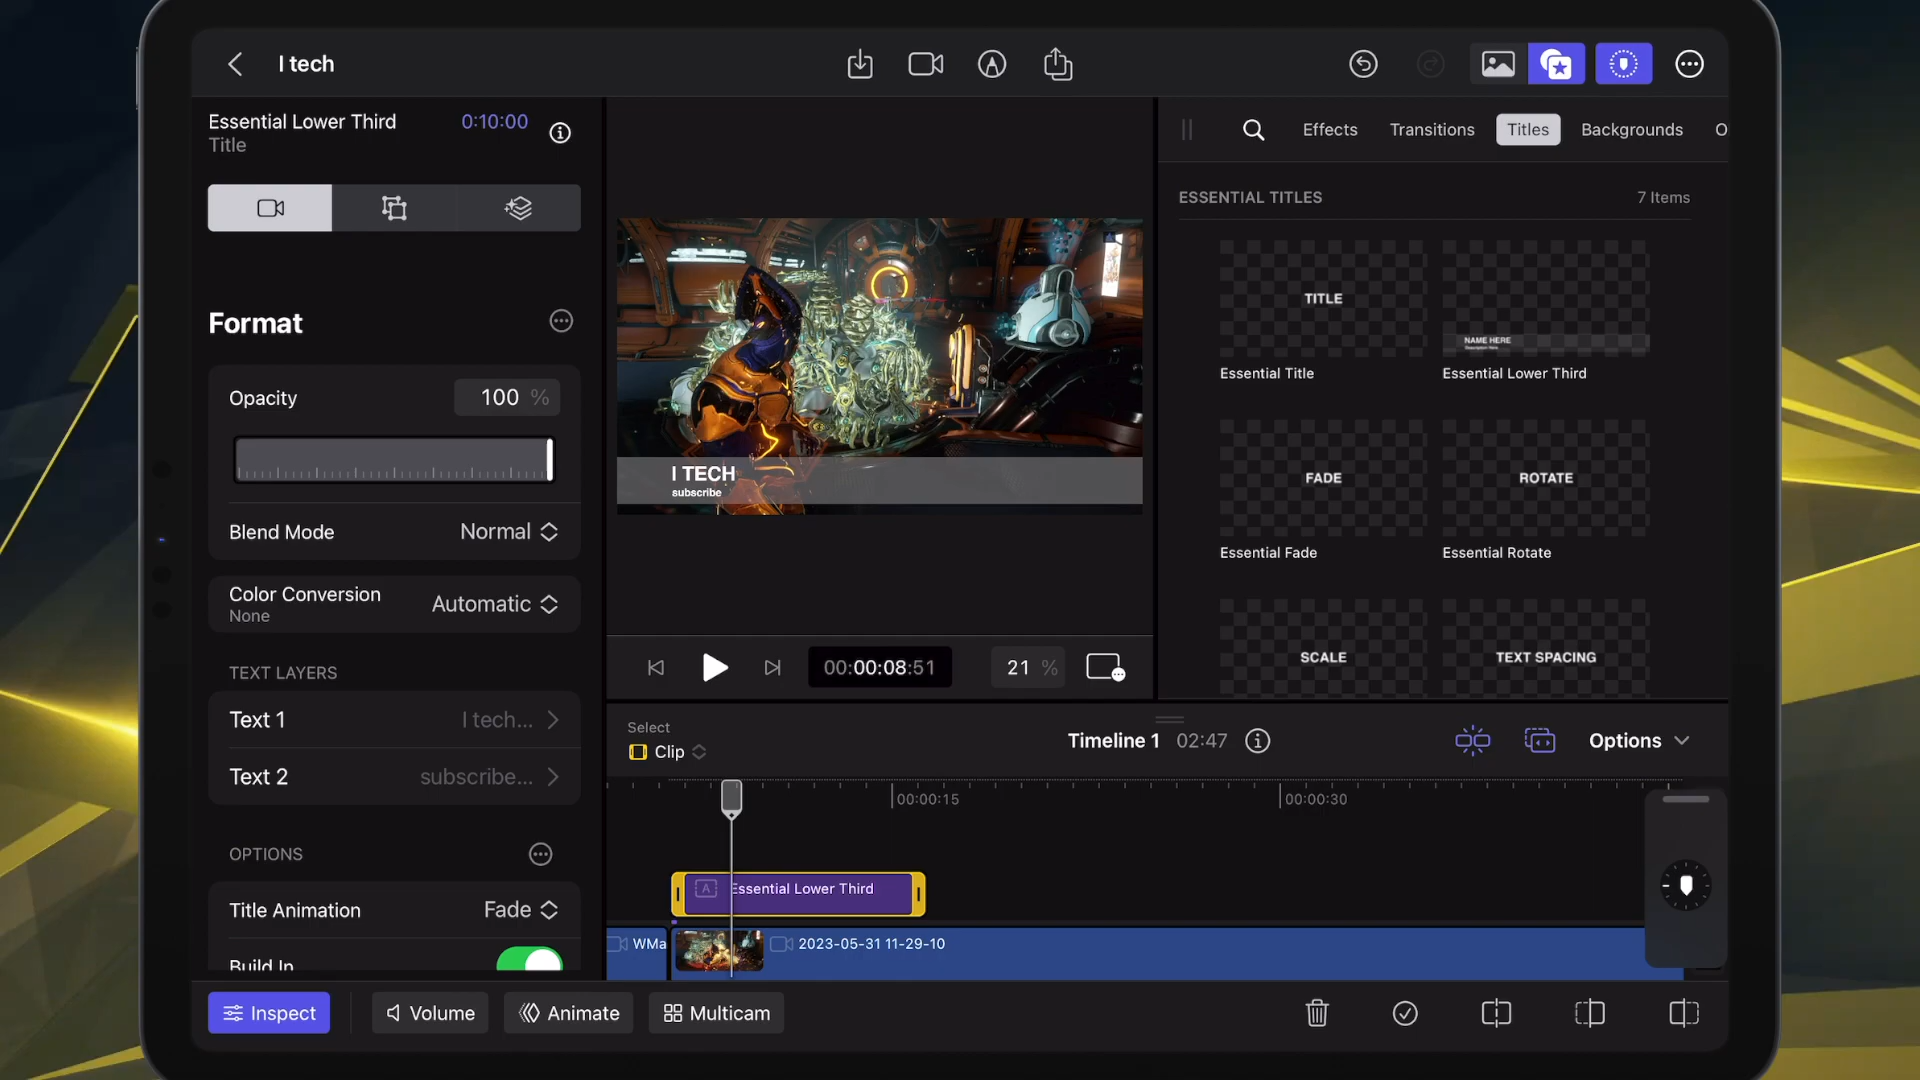 I tech
Essential Lower Third
0:10:00
Title
Format
Opacity
100 %
Blend Mode
Normal
Color Conversion
None
Automatic
TEXT LAYERS
Text 1
I tech...
Text 2
subscribe...
OPTIONS
Title Animation
Fade
Build In
I TECH
subscribe
00:00:08:51
21 %
Effects
Transitions
Titles
Backgrounds
O
ESSENTIAL TITLES
7 Items
TITLE
NAME HERE
Description Here
Essential Title
Essential Lower Third
FADE
ROTATE
Essential Fade
Essential Rotate
SCALE
TEXT SPACING
Select
Clip
Timeline 1
02:47
Options
00:00:15
00:00:30
A
Essential Lower Third
WMa
2023-05-31 11-29-10
Inspect
Volume
Animate
Multicam